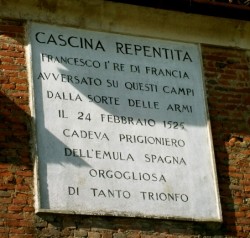 CASCINA REPENTITA
FRANCESCO I° RE DI FRANCIA
AVVERSATO SU QUESTI CAMPI
DALLA SORTE DELLE ARMI
IL 24 FEBBRAIO 1525
CADEVA PRIGIONIERO
DELL'EMULA SPAGNA
ORGOGLIOSA
DI TANTO TRIONFO